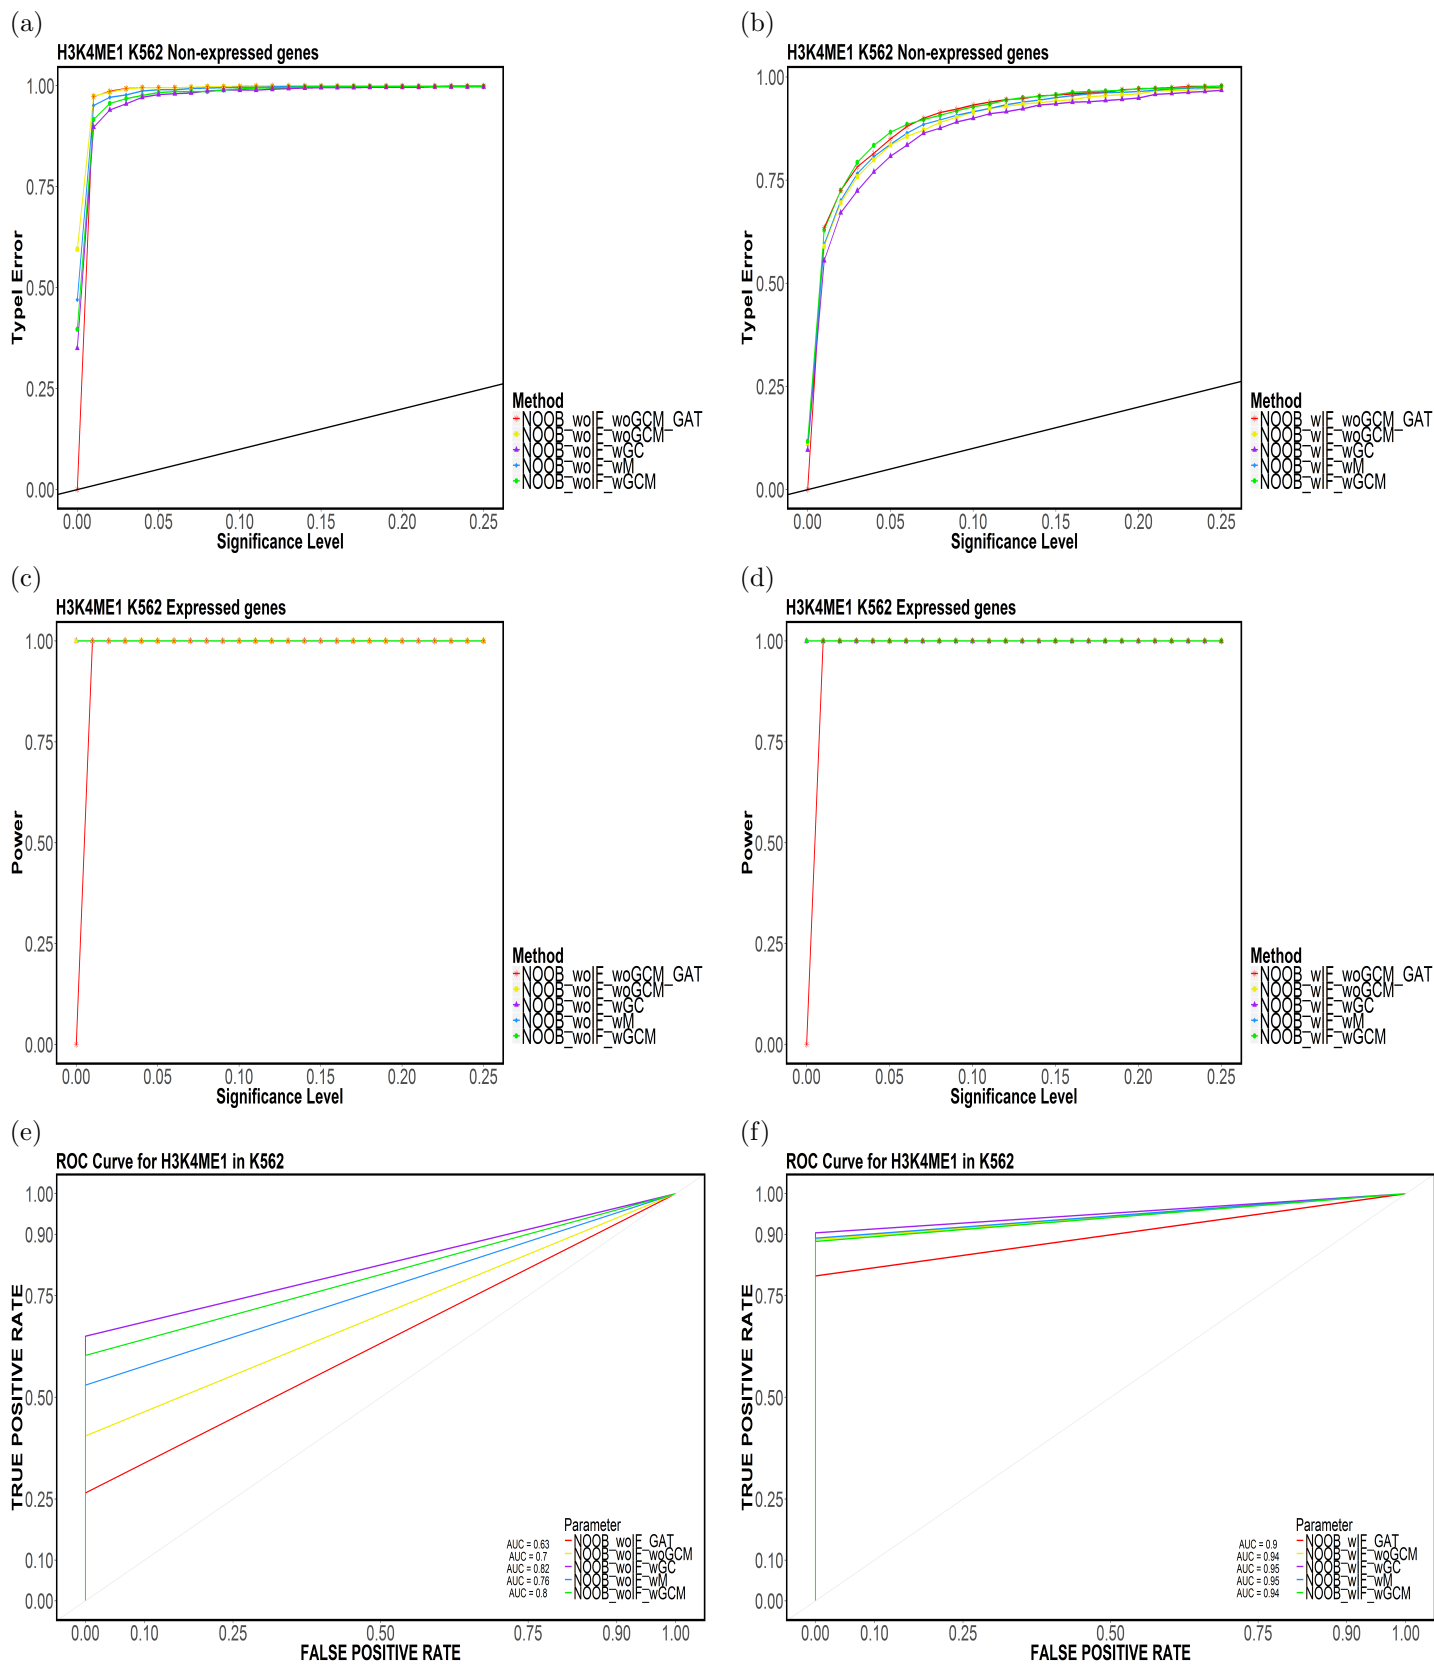 (a)
H3K4ME1 K562 Non-expressed genes
TypeI Error
1.00
0.75
0.50
0.25
0.00
0.00 0.05 0.10 0.15 0.20 0.25
Significance Level
Method
NOOB_woIF_woGCM_GAT
NOOB_woIF_woGCM
NOOB_woIF_wGC
NOOB_woIF_wM
NOOB_woIF_wGCM
(b)
H3K4ME1 K562 Non-expressed genes
TypeI Error
1.00
0.75
0.50
0.25
0.00
0.00 0.05 0.10 0.15 0.20 0.25
Significance Level
Method
NOOB_wIF_woGCM_GAT
NOOB_wIF_woGCM
NOOB_wIF_wGC
NOOB_wIF_wM
NOOB_wIF_wGCM
(c)
H3K4ME1 K562 Expressed genes
Power
1.00
0.75
0.50
0.25
0.00
0.00 0.05 0.10 0.15 0.20 0.25
Significance Level
Method
NOOB_woIF_woGCM_GAT
NOOB_woIF_woGCM
NOOB_woIF_wGC
NOOB_woIF_wM
NOOB_woIF_wGCM
(d)
H3K4ME1 K562 Expressed genes
Power
1.00
0.75
0.50
0.25
0.00
0.00 0.05 0.10 0.15 0.20 0.25
Significance Level
Method
NOOB_wIF_woGCM_GAT
NOOB_wIF_woGCM
NOOB_wIF_wGC
NOOB_wIF_wM
NOOB_wIF_wGCM
(e)
ROC Curve for H3K4ME1 in K562
TRUE POSITIVE RATE
1.00
0.90
0.75
0.50
0.25
0.10
0.00
0.00 0.10 0.25 0.50 0.75 0.90 1.00
FALSE POSITIVE RATE
Parameter
AUC = 0.63 NOOB_woIF_GAT
AUC = 0.7 NOOB_woIF_woGCM
AUC = 0.82 NOOB_woIF_wGC
AUC = 0.76 NOOB_woIF_wM
AUC = 0.8 NOOB_woIF_wGCM
(f)
ROC Curve for H3K4ME1 in K562
TRUE POSITIVE RATE
1.00
0.90
0.75
0.50
0.25
0.10
0.00
0.00 0.10 0.25 0.50 0.75 0.90 1.00
FALSE POSITIVE RATE
Parameter
AUC = 0.9 NOOB_wIF_GAT
AUC = 0.94 NOOB_wIF_woGCM
AUC = 0.95 NOOB_wIF_wGC
AUC = 0.95 NOOB_wIF_wM
AUC = 0.94 NOOB_wIF_wGCM